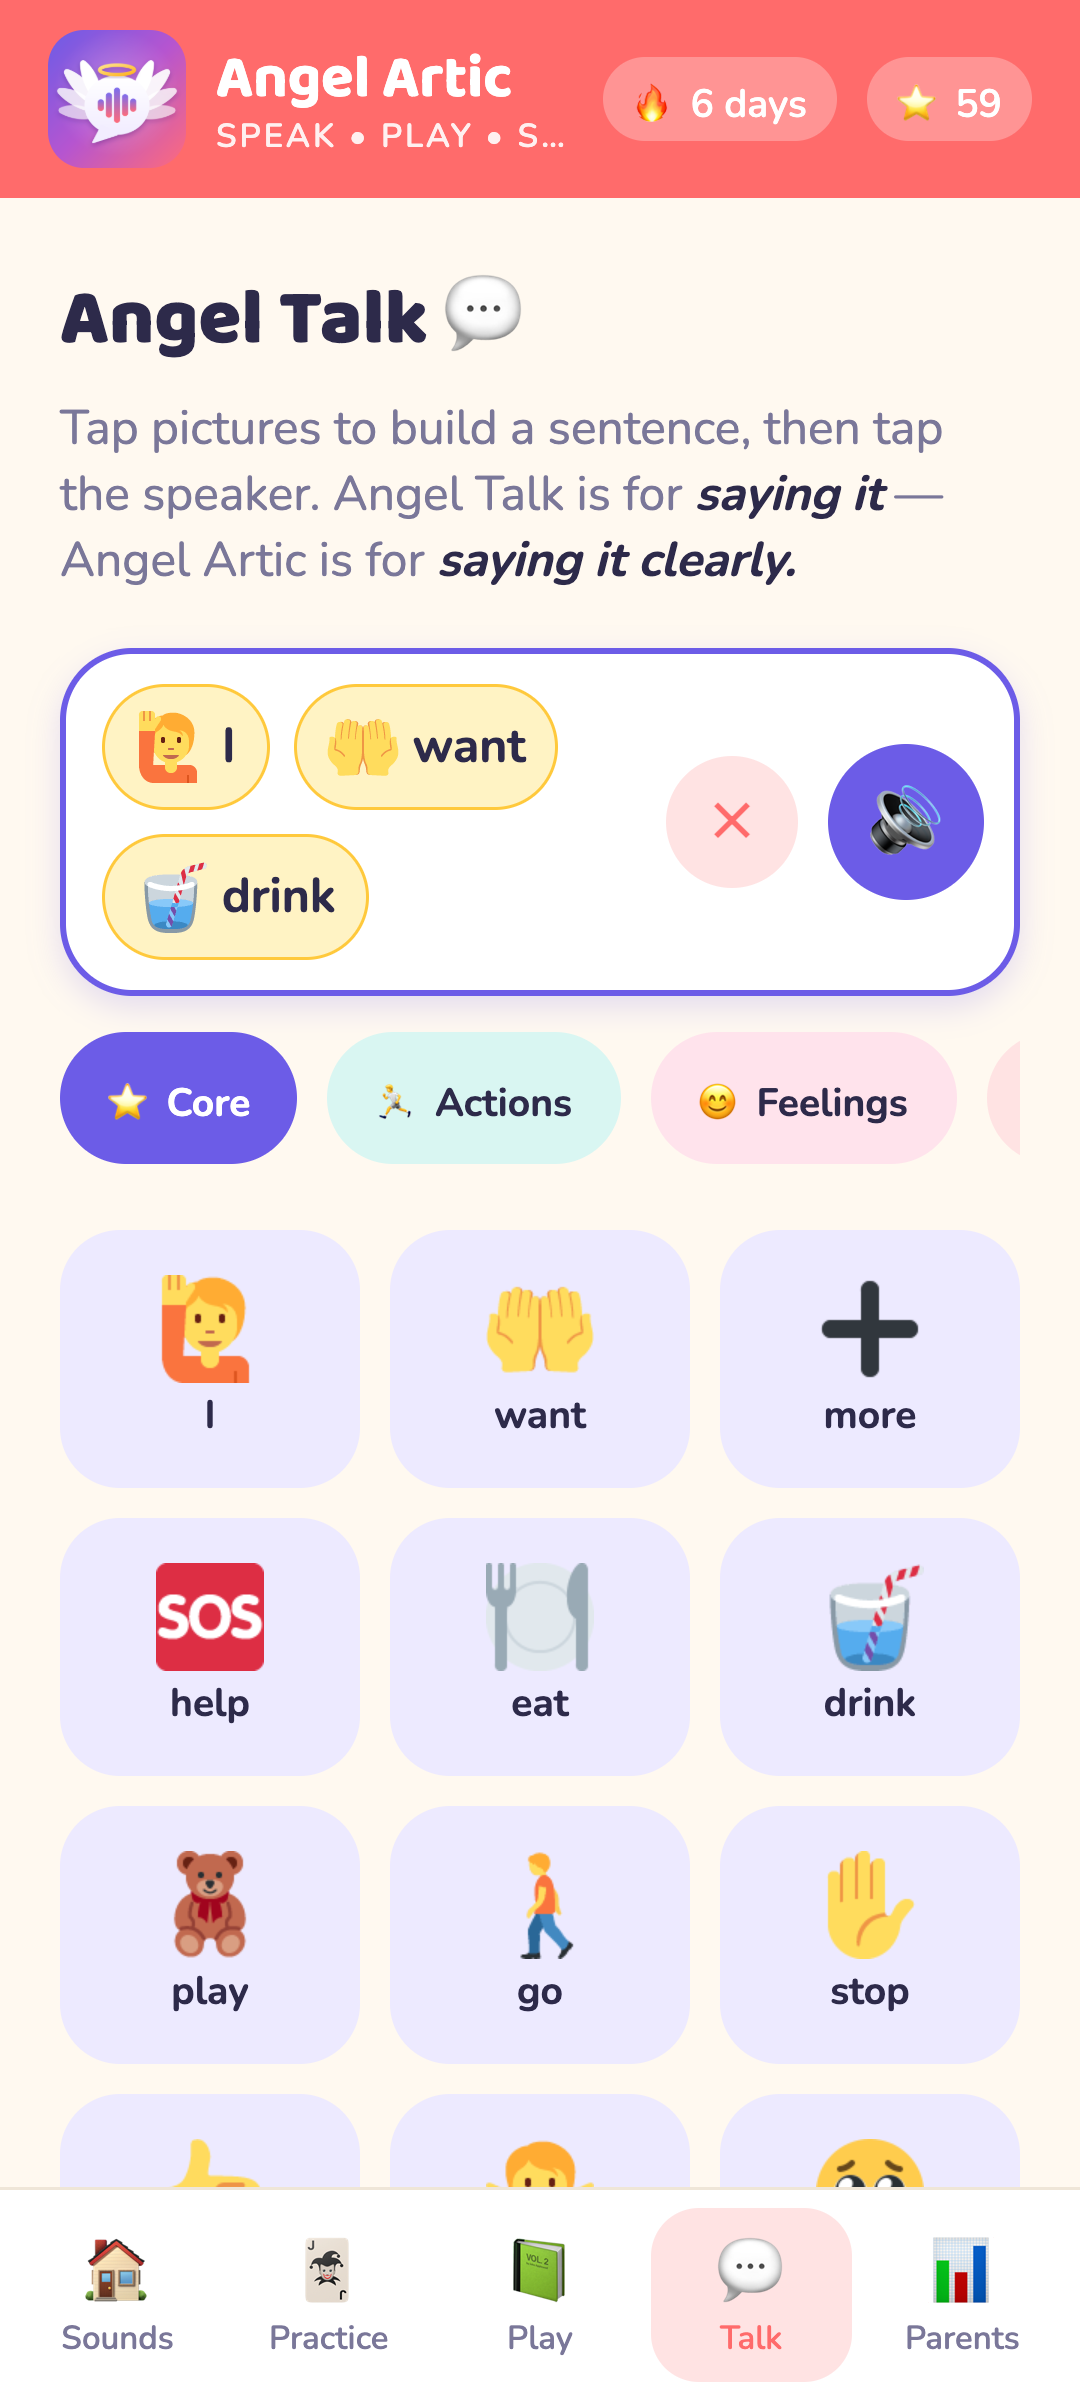 Angel Artic
SPEAK • PLAY • S...
6 days
59
Angel Talk
Tap pictures to build a sentence, then tap
the speaker. Angel Talk is for saying it —
Angel Artic is for saying it clearly.
I
want
drink
Core
Actions
Feelings
I
want
more
SOS
help
eat
drink
play
go
stop
Sounds
Practice
VOL. 2
Play
Talk
Parents